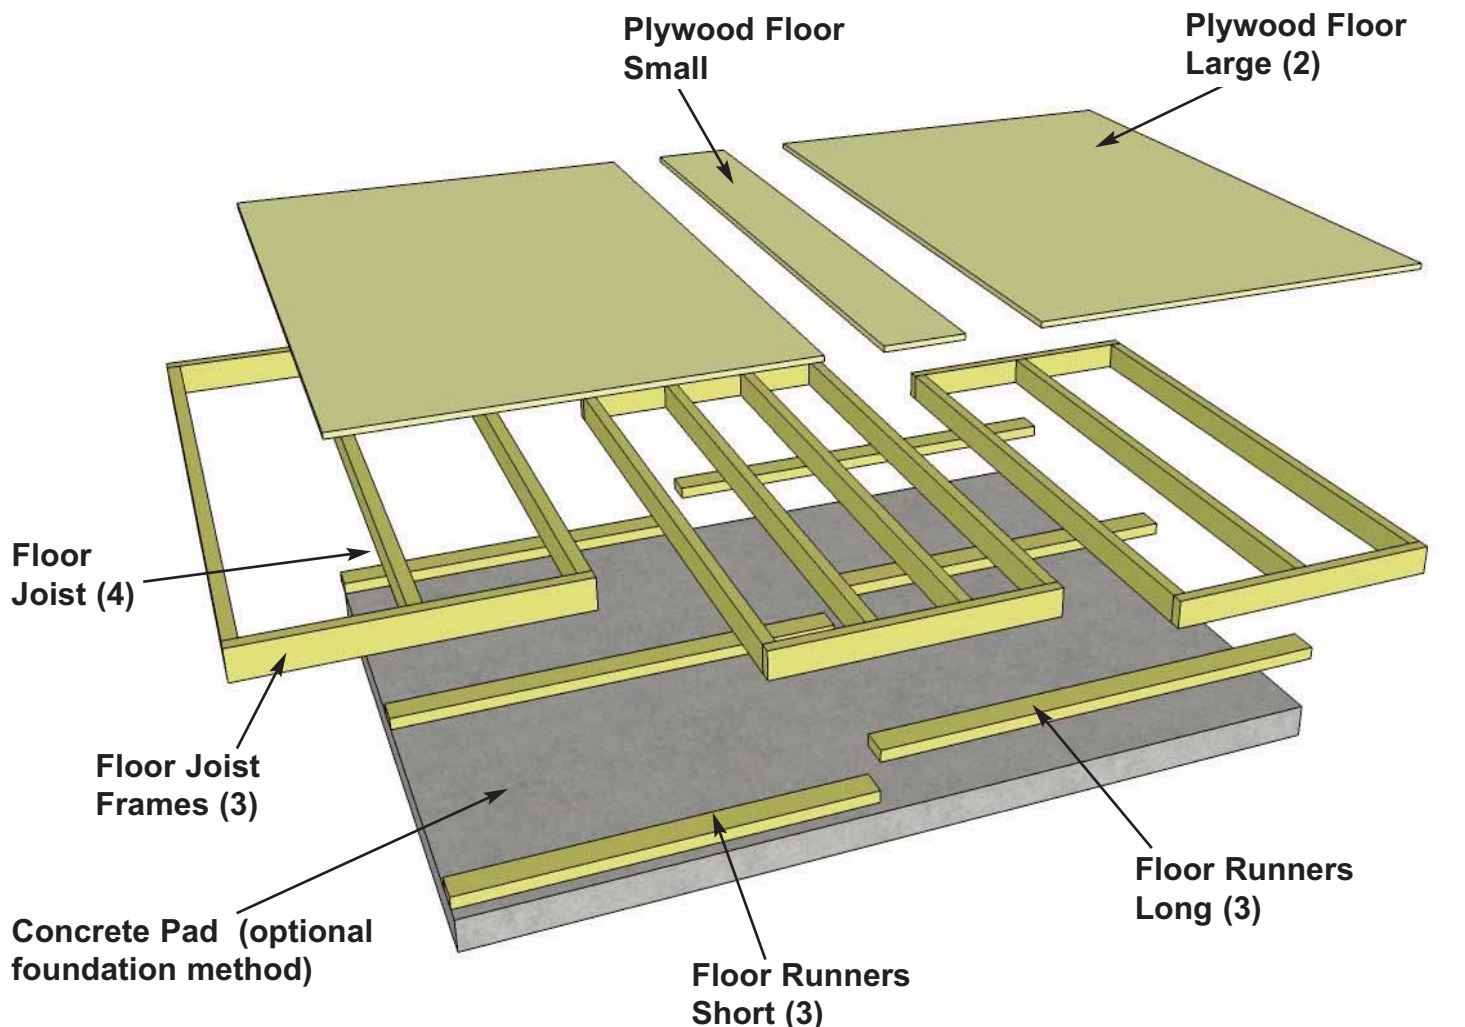 Plywood Floor
Small
Plywood Floor
Large (2)
Floor
Joist (4)
Floor Joist
Frames (3)
Concrete Pad (optional
foundation method)
Floor Runners
Short (3)
Floor Runners
Long (3)